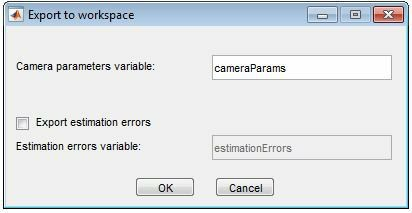 Export to workspace
Camera parameters variable:
cameraParams
Export estimation errors
Estimation errors variable:
estimationErrors
OK
Cancel